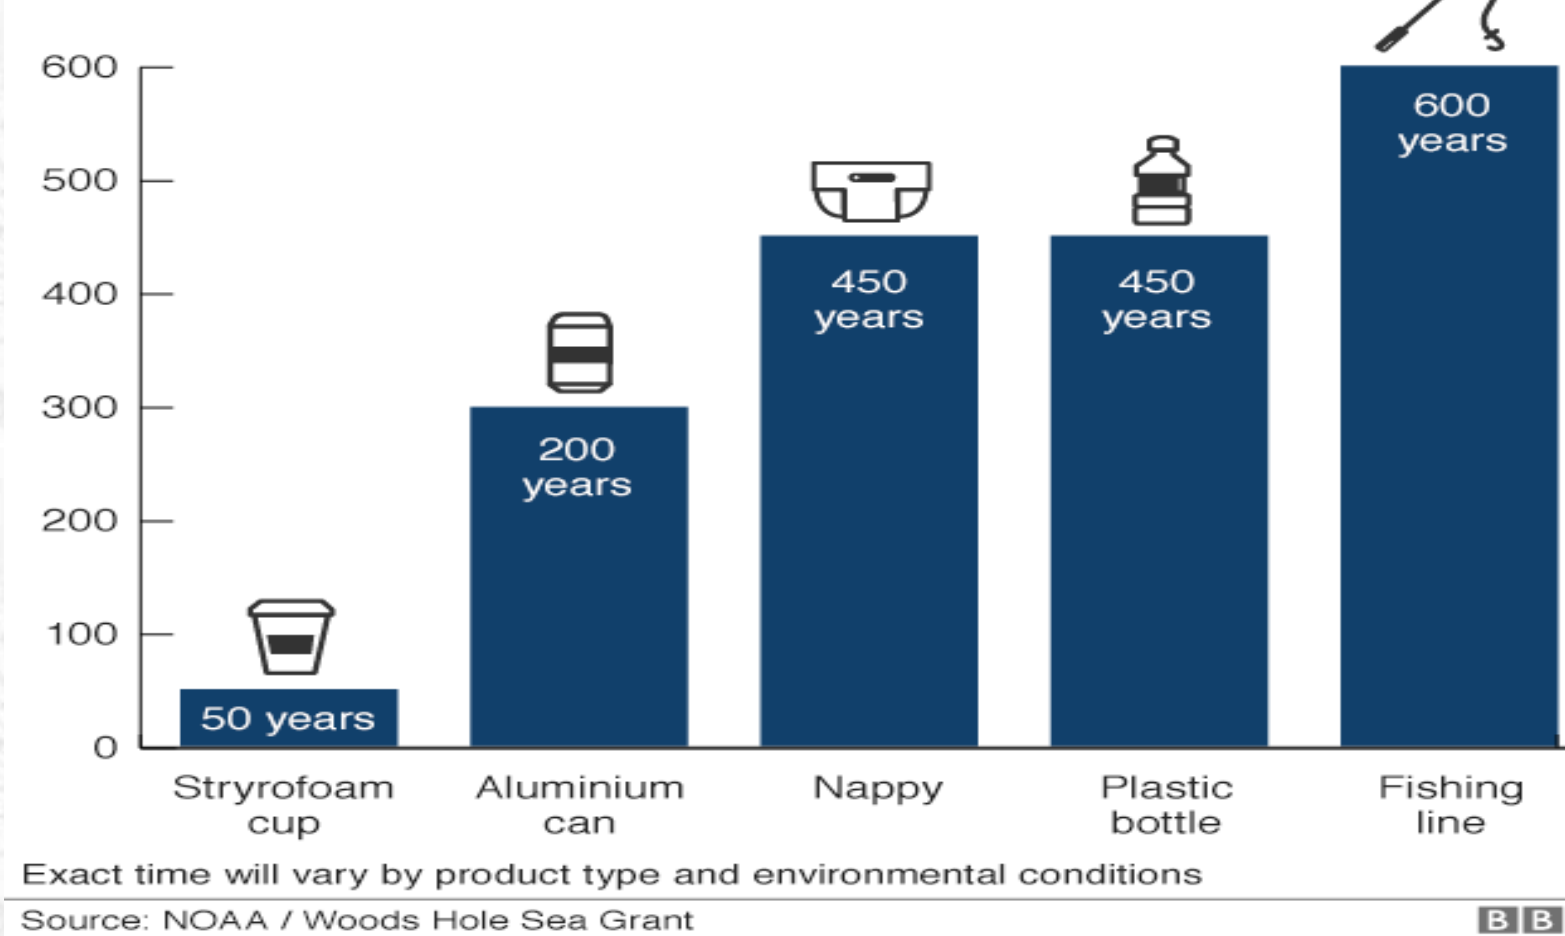 600
500
400
300
200
100
0
50 years
200
years
450
years
450
years
600
years
Stryrofoam
cup
Aluminium
can
Nappy
Plastic
bottle
Fishing
line
Exact time will vary by product type and environmental conditions
Source: NOAA / Woods Hole Sea Grant
B B